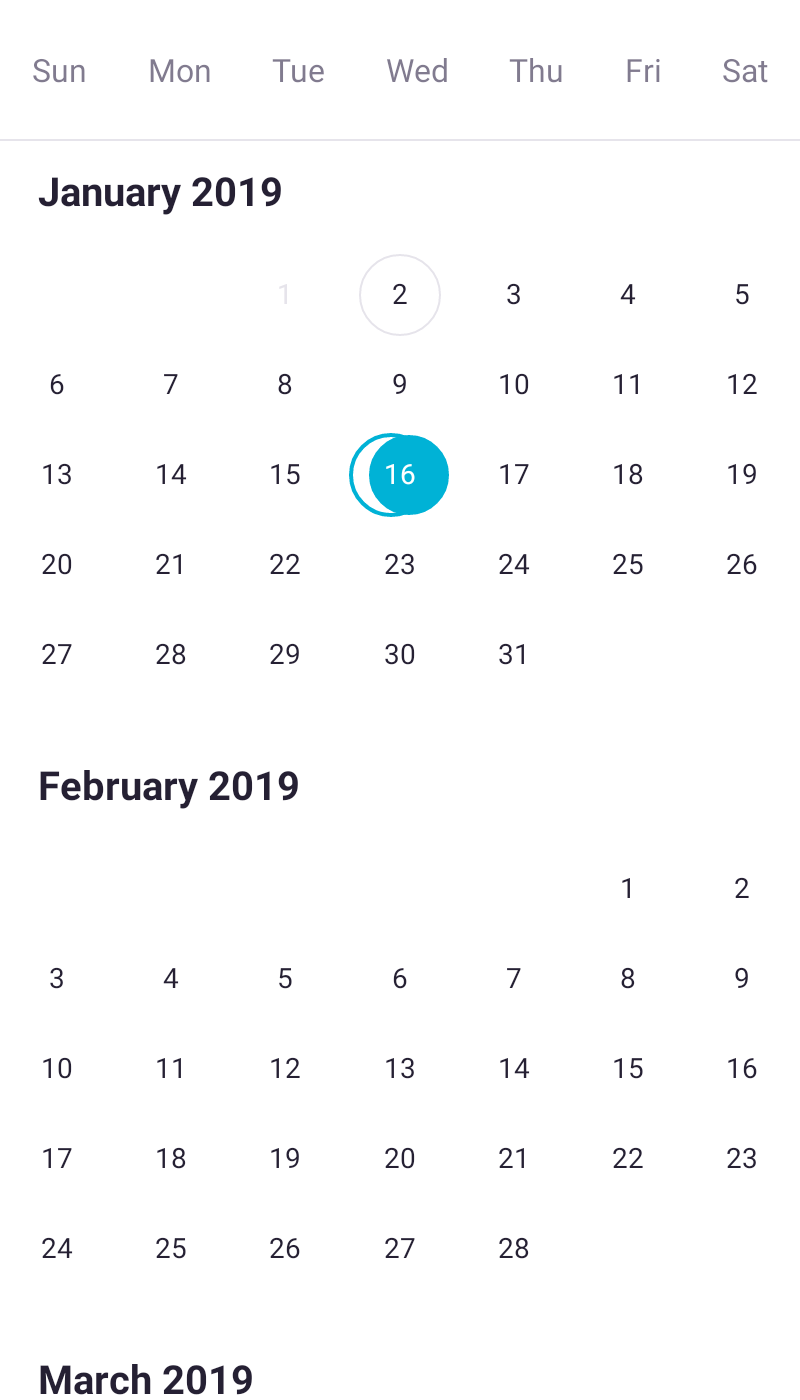 Sun Mon Tue Wed Thu Fri Sat
January 2019
1 2 3 4 5
6 7 8 9 10 11 12
13 14 15 16 17 18 19
20 21 22 23 24 25 26
27 28 29 30 31
February 2019
1 2
3 4 5 6 7 8 9
10 11 12 13 14 15 16
17 18 19 20 21 22 23
24 25 26 27 28
March 2019